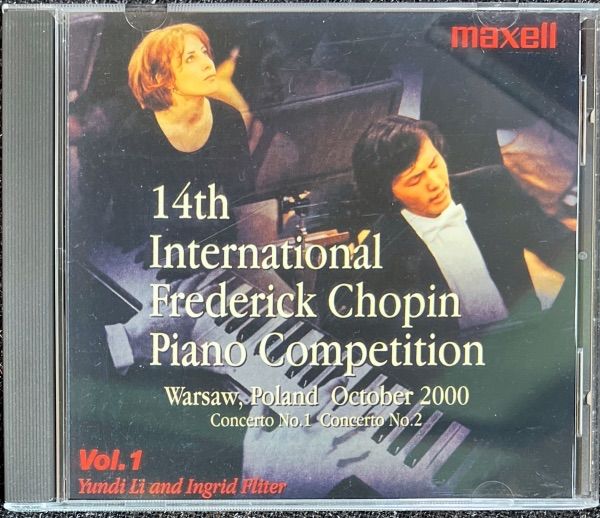 maxell
14th
International
Frederick Chopin
Piano Competition
Warsaw, Poland October 2000
Concerto No.1 Concerto No.2
Vol.1
Yundi Li and Ingrid Fliter